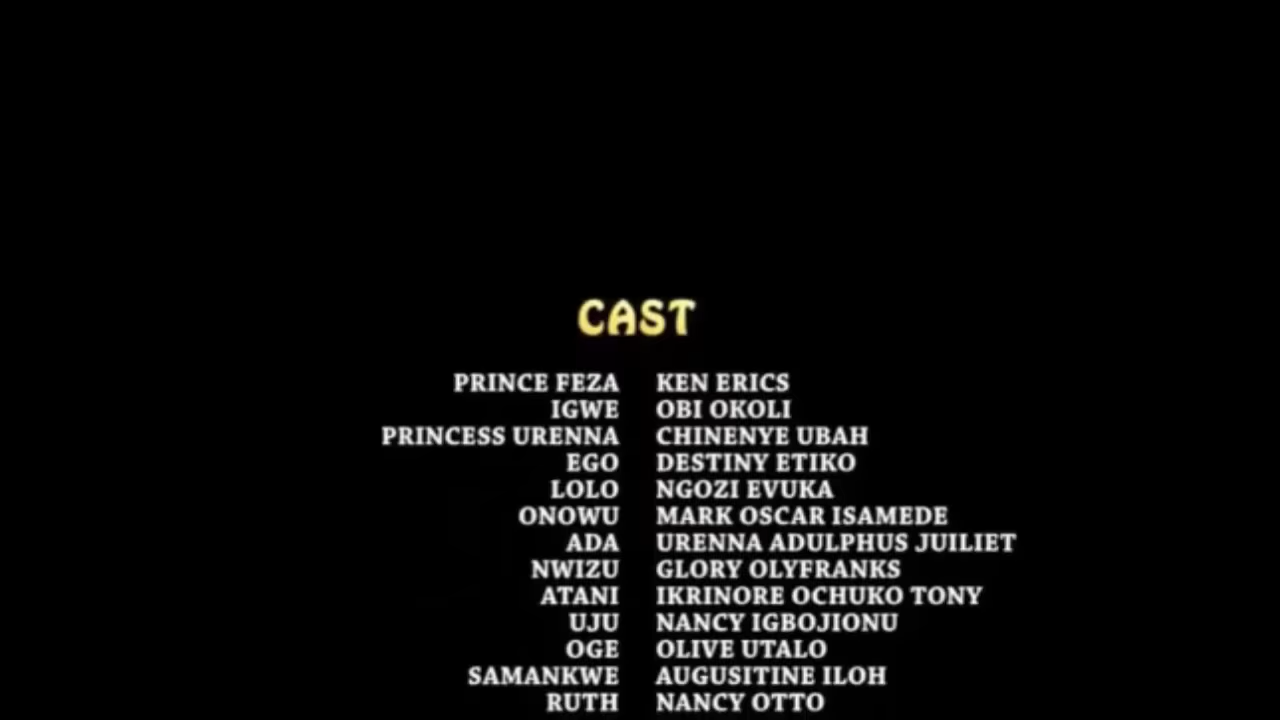 CAST
PRINCE FEZA KEN ERICS
IGWE OBI OKOLI
PRINCESS URENNA CHINENYE UBAH
EGO DESTINY ETIKO
LOLO NGOZI EVUKA
ONOWU MARK OSCAR ISAMEDE
ADA URENNA ADULPHUS JUILIET
NWIZU GLORY OLYFRANKS
ATANI IKRINORE OCHUKO TONY
UJU NANCY IGBOJIONU
OGE OLIVE UTALO
SAMANKWE AUGUSITINE ILOH
RUTH NANCY OTTO